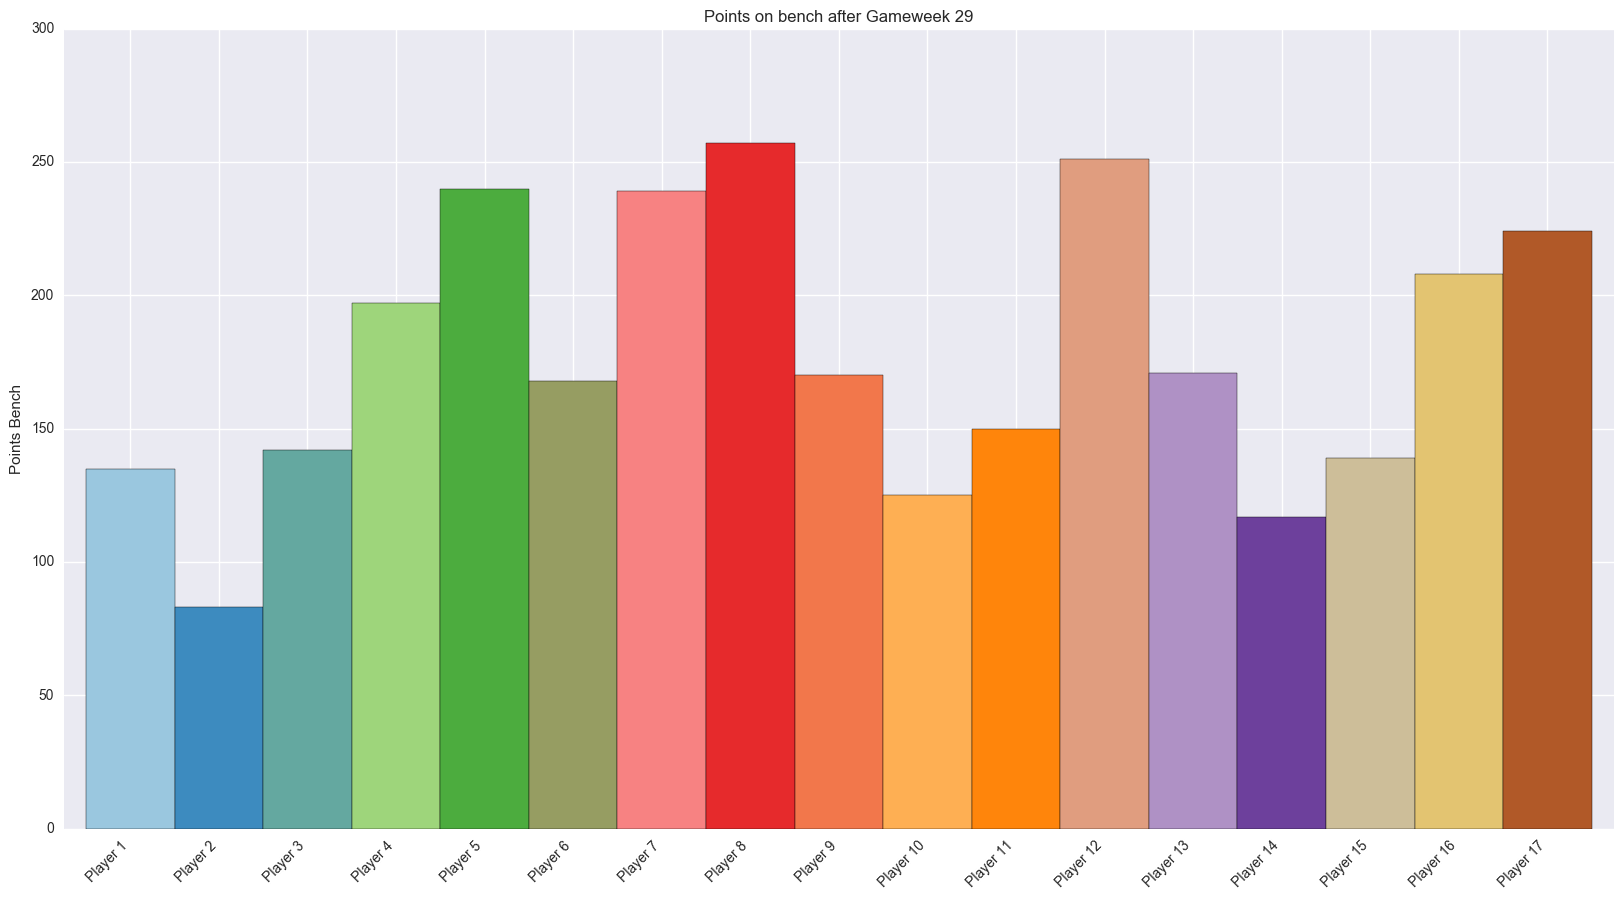 Points on bench after Gameweek 29
300
250
200
150
100
50
0
Points Bench
Player 1
Player 2
Player 3
Player 4
Player 5
Player 6
Player 7
Player 8
Player 9
Player 10
Player 11
Player 12
Player 13
Player 14
Player 15
Player 16
Player 17